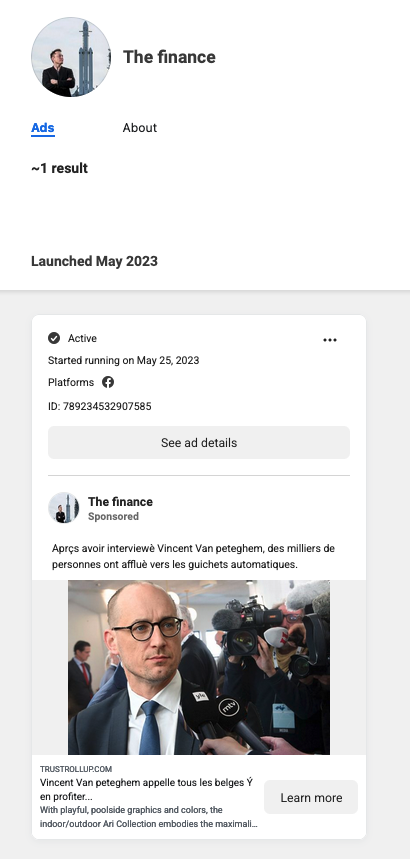 The finance
Ads About
~1 result
Launched May 2023
Active
Started running on May 25, 2023
Platforms
ID: 789234532907585
See ad details
The finance
Sponsored
Aprçs avoir interviewè Vincent Van peteghem, des milliers de
personnes ont affluè vers les guichets automatiques.
yle
mtv
TRUSTROLLUP.COM
Vincent Van peteghem appelle tous les belges Ý
en profiter...
With playful, poolside graphics and colors, the
indoor/outdoor Ari Collection embodies the maximali...
Learn more